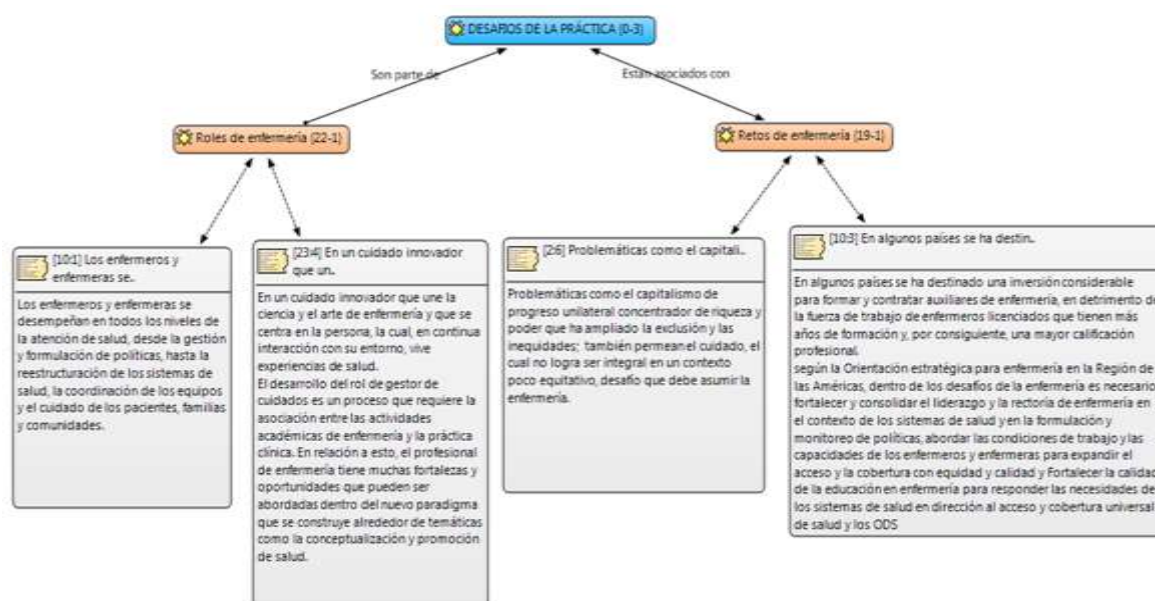 DESAFIOS DE LA PRÁCTICA (0-3)
Son parte de
Están asociados con
Roles de enfermería (22-1)
Retos de enfermería (19-1)
[10:1] Los enfermeros y
enfermeras se..
Los enfermeros y enfermeras se
desempeñan en todos los niveles de
la atención de salud, desde la gestión
y formulación de políticas, hasta la
reestructuración de los sistemas de
salud, la coordinación de los equipos
y el cuidado de los pacientes, familias
y comunidades.
[23:4] En un cuidado innovador
que un..
En un cuidado innovador que une la
ciencia y el arte de enfermería y que se
centra en la persona, la cual, en continua
interacción con su entorno, vive
experiencias de salud.
El desarrollo del rol de gestor de
cuidados es un proceso que requiere la
asociación entre las actividades
académicas de enfermería y la práctica
clínica. En relación a esto, el profesional
de enfermería tiene muchas fortalezas y
oportunidades que pueden ser
abordadas dentro del nuevo paradigma
que se construye alrededor de temáticas
como la conceptualización y promoción
de salud.
[2:6] Problemáticas como el capitali..
Problemáticas como el capitalismo de
progreso unilateral concentrador de riqueza y
poder que ha ampliado la exclusión y las
inequidades; también permean el cuidado, el
cual no logra ser integral en un contexto
poco equitativo, desafío que debe asumir la
enfermería.
[10:3] En algunos países se ha destin..
En algunos países se ha destinado una inversión considerable
para formar y contratar auxiliares de enfermería, en detrimento de
la fuerza de trabajo de enfermeros licenciados que tienen más
años de formación y, por consiguiente, una mayor calificación
profesional.
según la Orientación estratégica para enfermería en la Región de
las Américas, dentro de los desafíos de la enfermería es necesario
fortalecer y consolidar el liderazgo y la rectoría de enfermería en
el contexto de los sistemas de salud y en la formulación y
monitoreo de políticas, abordar las condiciones de trabajo y las
capacidades de los enfermeros y enfermeras para expandir el
acceso y la cobertura con equidad y calidad y Fortalecer la calidad
de la educación en enfermería para responder las necesidades de
los sistemas de salud en dirección al acceso y cobertura universal
de salud y los ODS